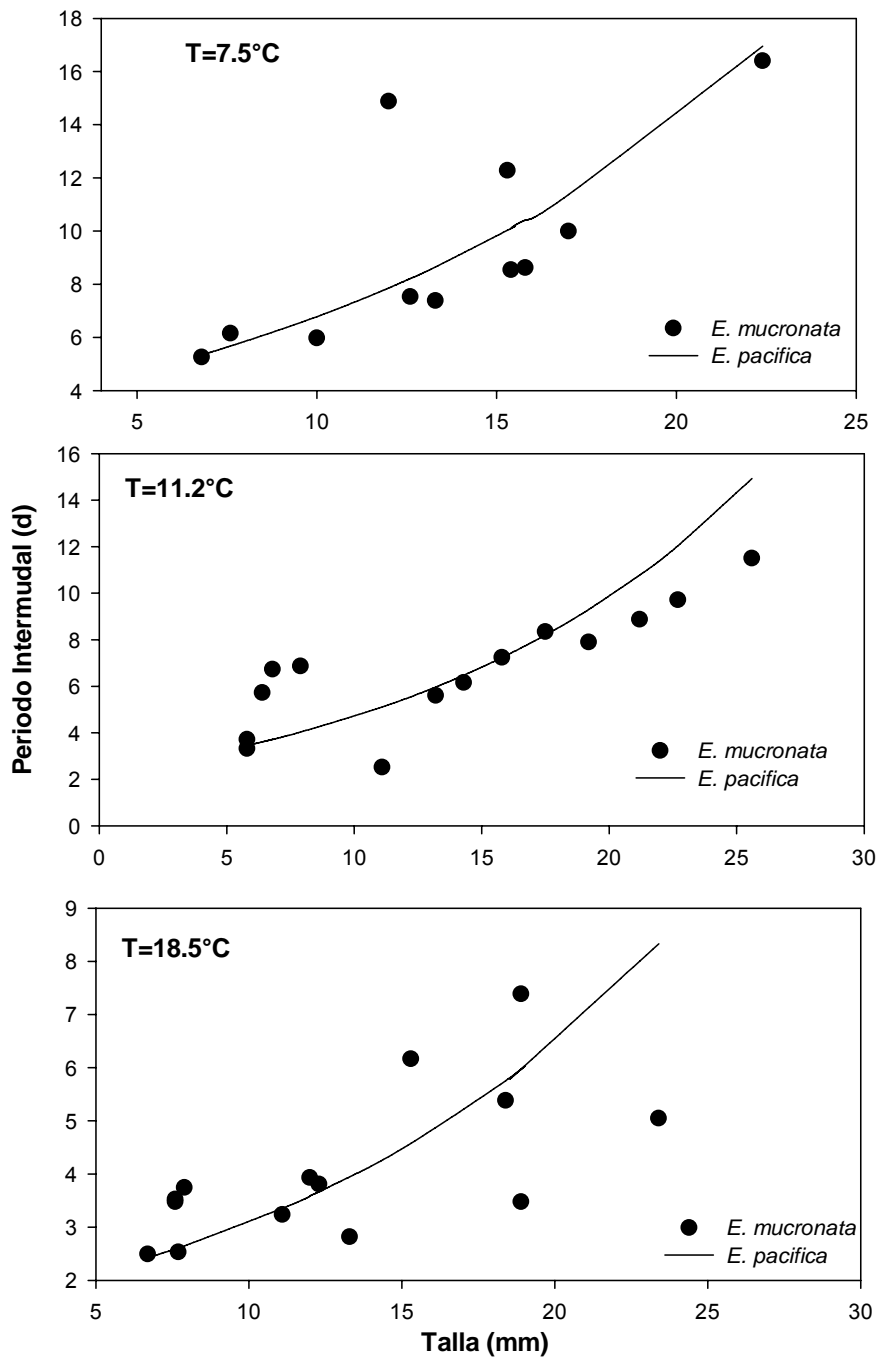 18
16
14
12
10
8
6
4
T=7.5°C
E. mucronata
E. pacifica
5 10 15 20 25
Periodo Intermudal (d)
16
14
12
10
8
6
4
2
0
T=11.2°C
E. mucronata
E. pacifica
0 5 10 15 20 25 30
9
8
7
6
5
4
3
2
T=18.5°C
E. mucronata
E. pacifica
5 10 15 20 25 30
Talla (mm)